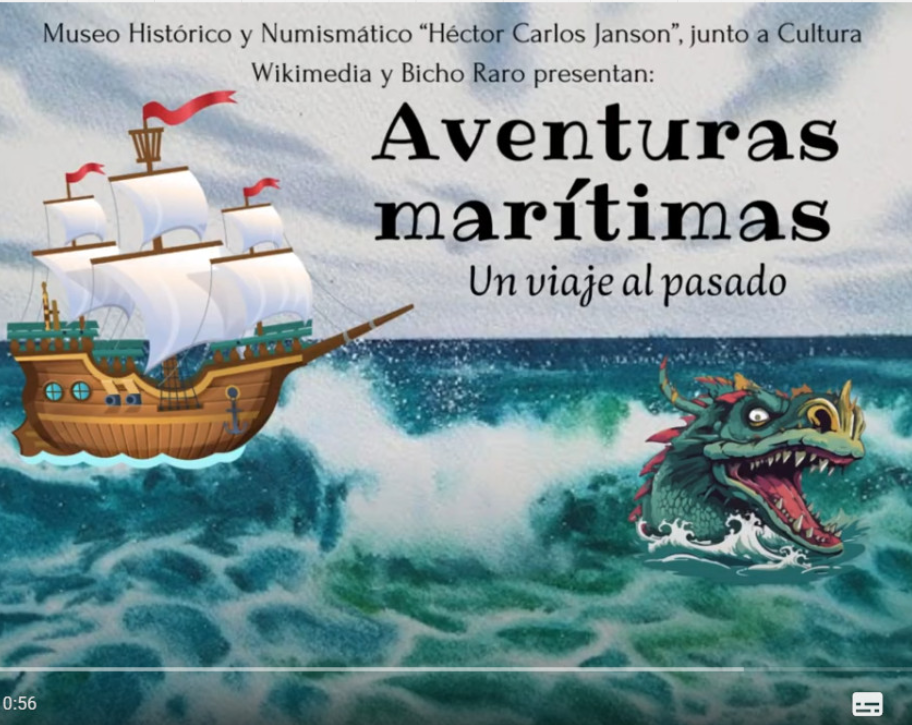 Museo Histórico y Numismático “Héctor Carlos Janson”, junto a Cultura
Wikimedia y Bicho Raro presentan:
Aventuras
marítimas
Un viaje al pasado
0:56